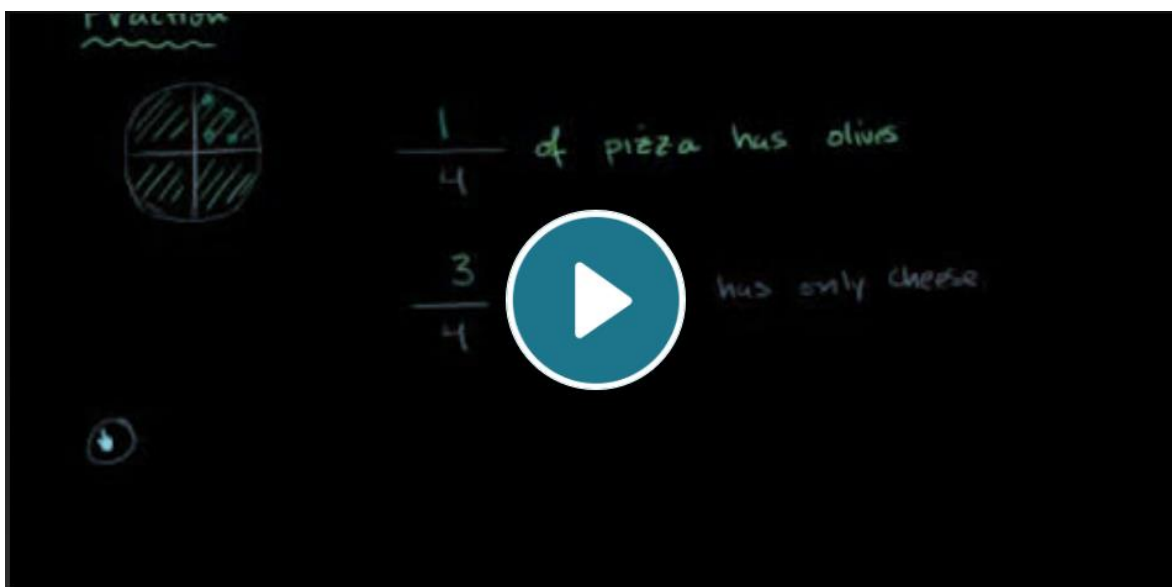 Fraction
1/4 of pizza has olives
3/4 has only cheese.